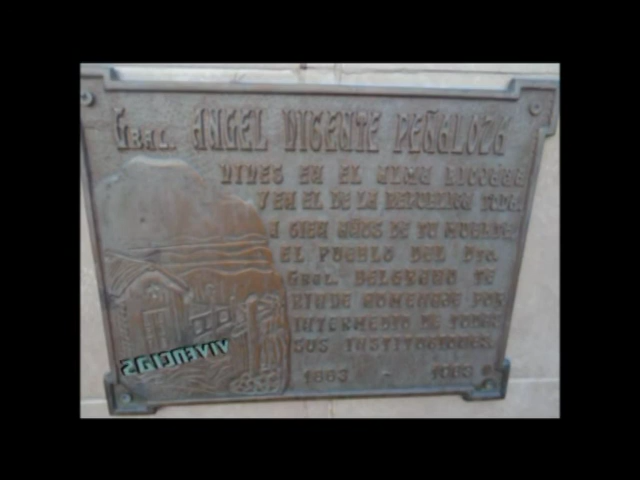 Gral. ANGEL VICENTE PEÑALOZA
VIVES EN EL ALMA RIOJANA
Y EN EL DE LA REPUBLICA TODA
A CIEN AÑOS DE TU MUERTE
EL PUEBLO DEL Dto.
Gral. BELGRANO TE
RINDE HOMENAJE POR
INTERMEDIO DE TODAS
SUS INSTITUCIONES
1863 - 1963
VIVENCIAS